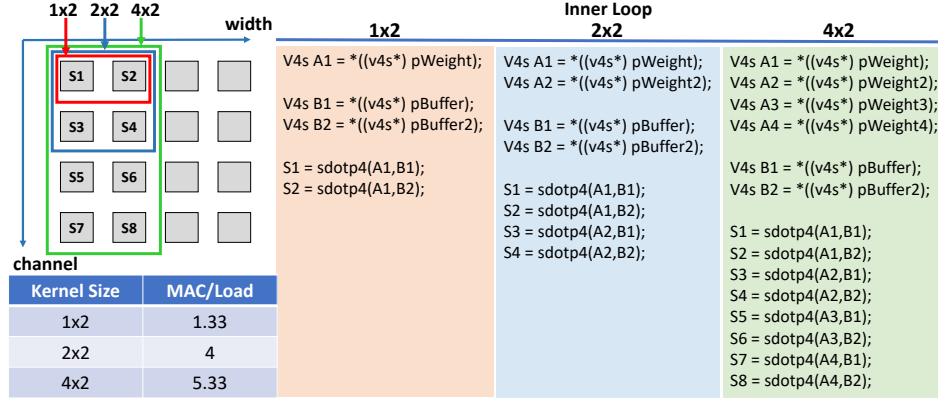 1x2 2x2 4x2
width
S1 S2
S3 S4
S5 S6
S7 S8
channel
Kernel Size MAC/Load
1x2 1.33
2x2 4
4x2 5.33
Inner Loop
1x2 2x2 4x2
V4s A1 = *((v4s*) pWeight);
V4s B1 = *((v4s*) pBuffer);
V4s B2 = *((v4s*) pBuffer2);
S1 = sdotp4(A1,B1);
S2 = sdotp4(A1,B2);
V4s A1 = *((v4s*) pWeight);
V4s A2 = *((v4s*) pWeight2);
V4s B1 = *((v4s*) pBuffer);
V4s B2 = *((v4s*) pBuffer2);
S1 = sdotp4(A1,B1);
S2 = sdotp4(A1,B2);
S3 = sdotp4(A2,B1);
S4 = sdotp4(A2,B2);
V4s A1 = *((v4s*) pWeight);
V4s A2 = *((v4s*) pWeight2);
V4s A3 = *((v4s*) pWeight3);
V4s A4 = *((v4s*) pWeight4);
V4s B1 = *((v4s*) pBuffer);
V4s B2 = *((v4s*) pBuffer2);
S1 = sdotp4(A1,B1);
S2 = sdotp4(A1,B2);
S3 = sdotp4(A2,B1);
S4 = sdotp4(A2,B2);
S5 = sdotp4(A3,B1);
S6 = sdotp4(A3,B2);
S7 = sdotp4(A4,B1);
S8 = sdotp4(A4,B2);